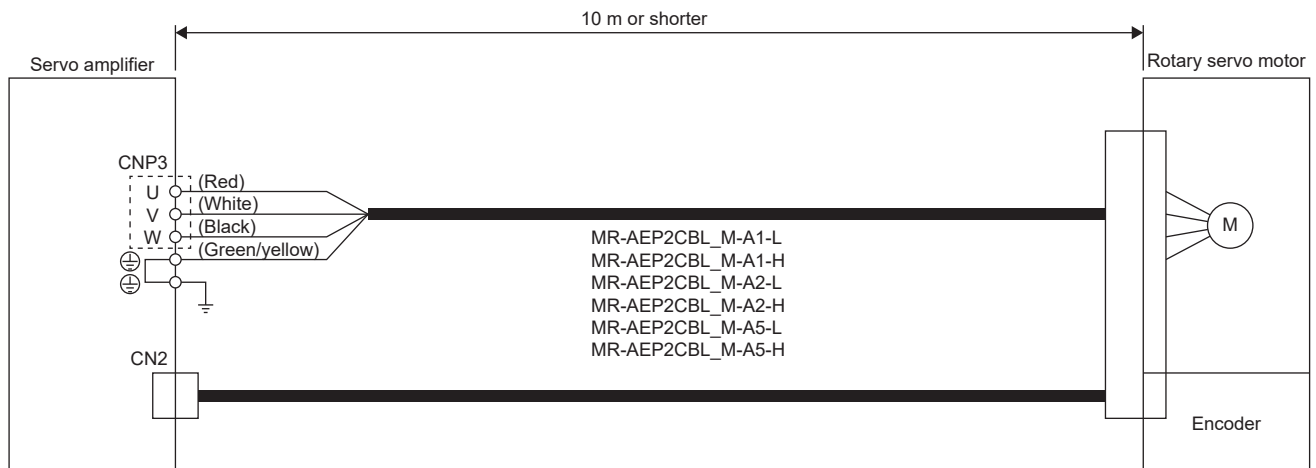 10 m or shorter
Servo amplifier
Rotary servo motor
CNP3
U
(Red)
V
(White)
W
(Black)
(Green/yellow)
M
MR-AEP2CBL_M-A1-L
MR-AEP2CBL_M-A1-H
MR-AEP2CBL_M-A2-L
MR-AEP2CBL_M-A2-H
MR-AEP2CBL_M-A5-L
MR-AEP2CBL_M-A5-H
CN2
Encoder